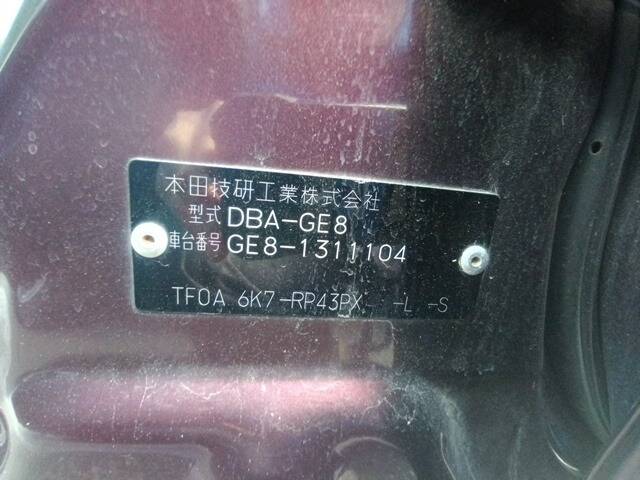 本田技研工業株式会社
型式 DBA-GE8
車台番号 GE8-1311104
TF0A 6K7-RP43PX -L -S